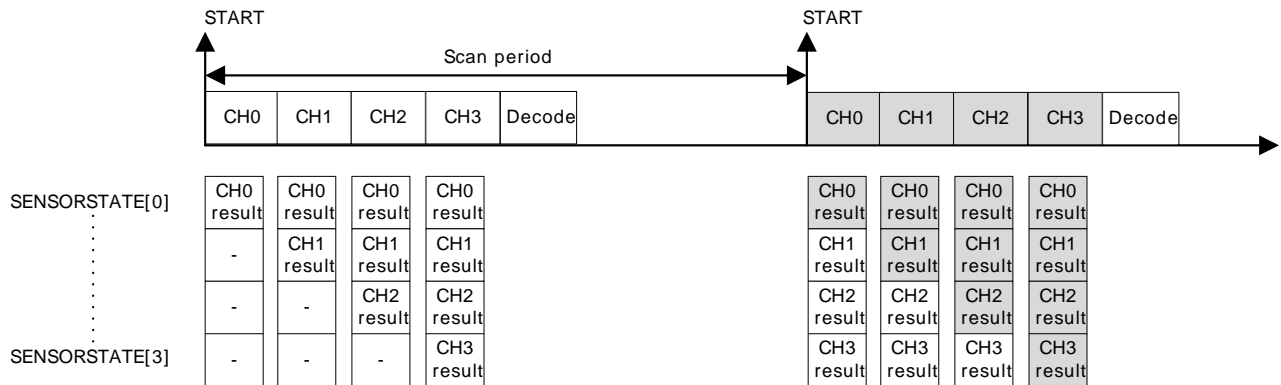 START START
Scan period
CH0 CH1 CH2 CH3 Decode CH0 CH1 CH2 CH3 Decode
SENSORSTATE[0]
CH0 CH0 CH0 CH0 CH0 CH0 CH0 CH0
result result result result result result result result
- CH1 CH1 CH1 CH1 CH1 CH1 CH1
result result result result result result result
- - CH2 CH2 CH2 CH2 CH2 CH2
result result result result result result
SENSORSTATE[3]
- - - CH3 CH3 CH3 CH3 CH3
result result result result result